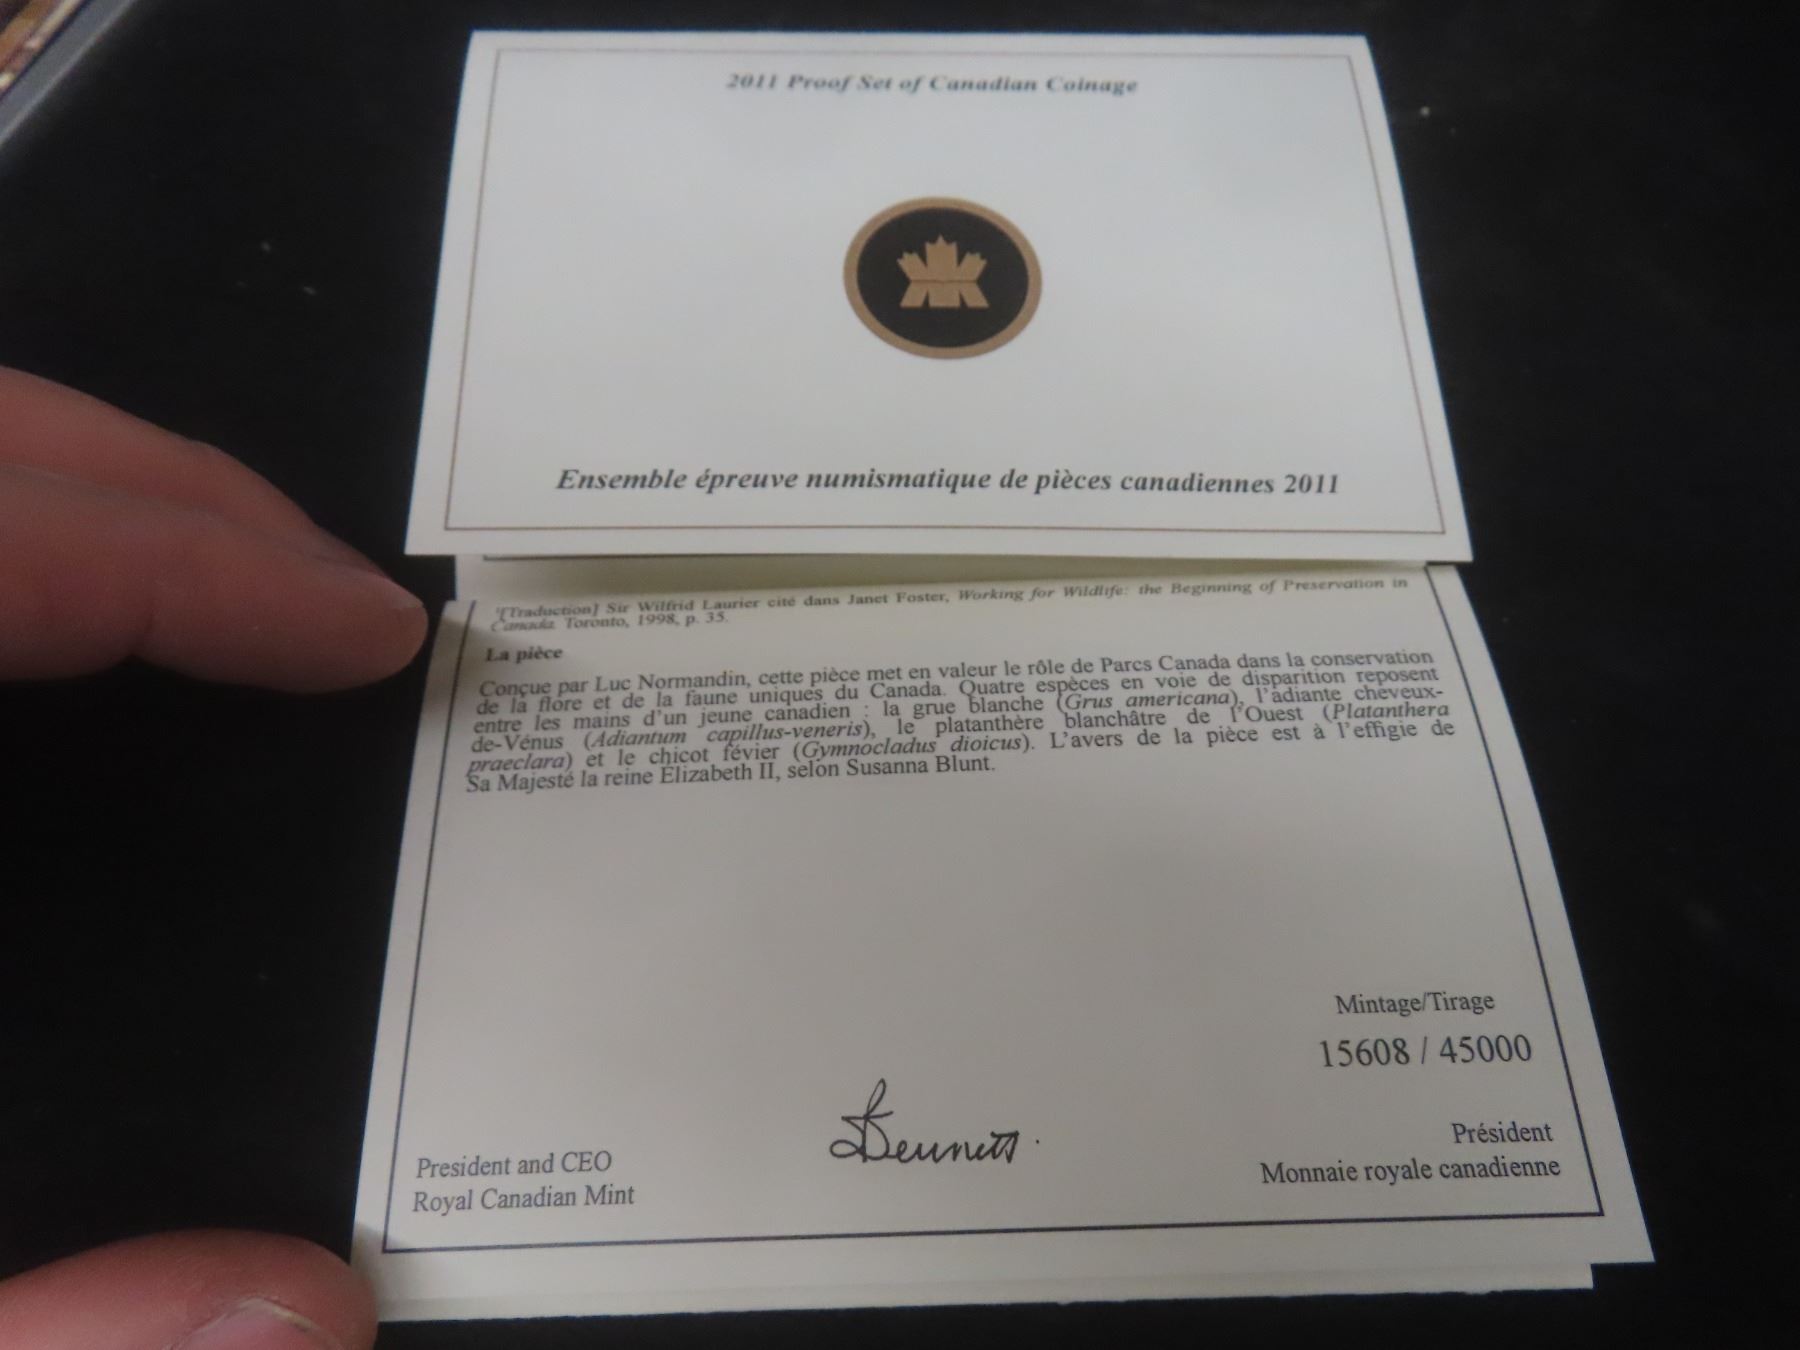 2011 Proof Set of Canadian Coinage
Ensemble épreuve numismatique de pièces canadiennes 2011
¹[Traduction] Sir Wilfrid Laurier cité dans Janet Foster, Working for Wildlife: the Beginning of Preservation in
Canada. Toronto, 1998, p. 35.
La pièce
Conçue par Luc Normandin, cette pièce met en valeur le rôle de Parcs Canada dans la conservation
de la flore et de la faune uniques du Canada. Quatre espèces en voie de disparition reposent
entre les mains d'un jeune canadien : la grue blanche (Grus americana), l'adiante cheveux-
de-Vénus (Adiantum capillus-veneris), le platanthère blanchâtre de l'Ouest (Platanthera
praeclara) et le chicot févier (Gymnocladus dioicus). L'avers de la pièce est à l'effigie de
Sa Majesté la reine Elizabeth II, selon Susanna Blunt.
Mintage/Tirage
15608 / 45000
Bennett
President and CEO
Royal Canadian Mint
Président
Monnaie royale canadienne